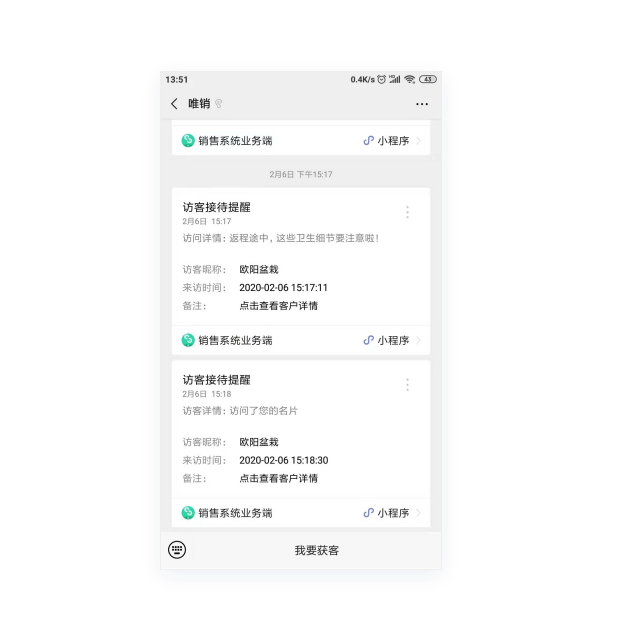 13:51
0.4K/s
43
唯销
销售系统业务端
小程序
2月6日 下午15:17
访客接待提醒
2月6日 15:17
访问详情: 返程途中, 这些卫生细节要注意啦!
访客昵称: 欧阳盆栽
来访时间: 2020-02-06 15:17:11
备注: 点击查看客户详情
销售系统业务端
小程序
访客接待提醒
2月6日 15:18
访客详情: 访问了您的名片
访客昵称: 欧阳盆栽
来访时间: 2020-02-06 15:18:30
备注: 点击查看客户详情
销售系统业务端
小程序
我要获客